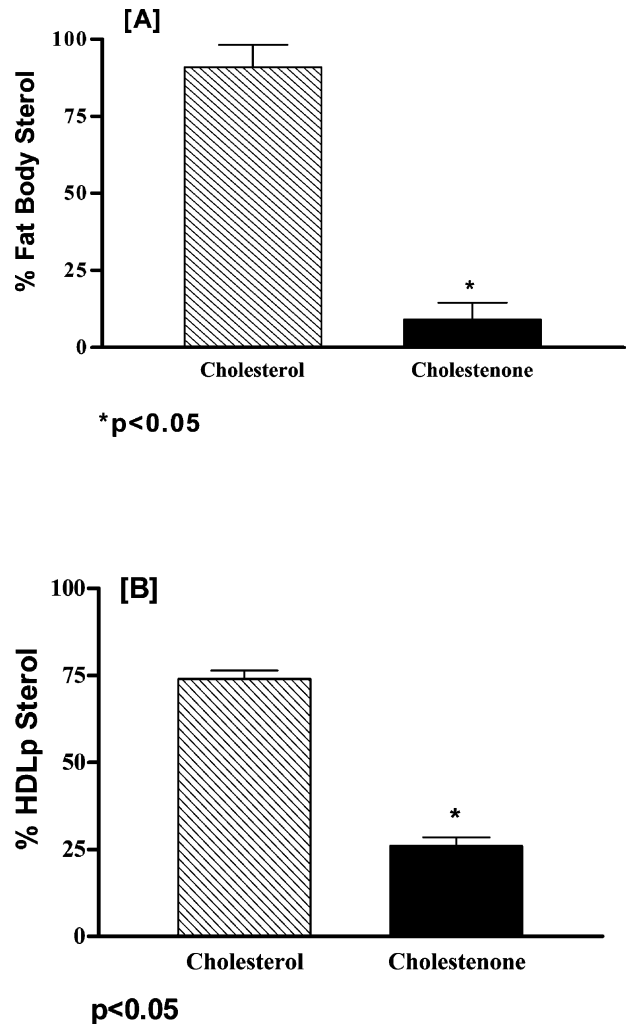 [A]
100
75
50
25
0
% Fat Body Sterol
*
Cholesterol Cholestenone
*p<0.05
[B]
100
75
50
25
0
% HDLp Sterol
*
Cholesterol Cholestenone
p<0.05